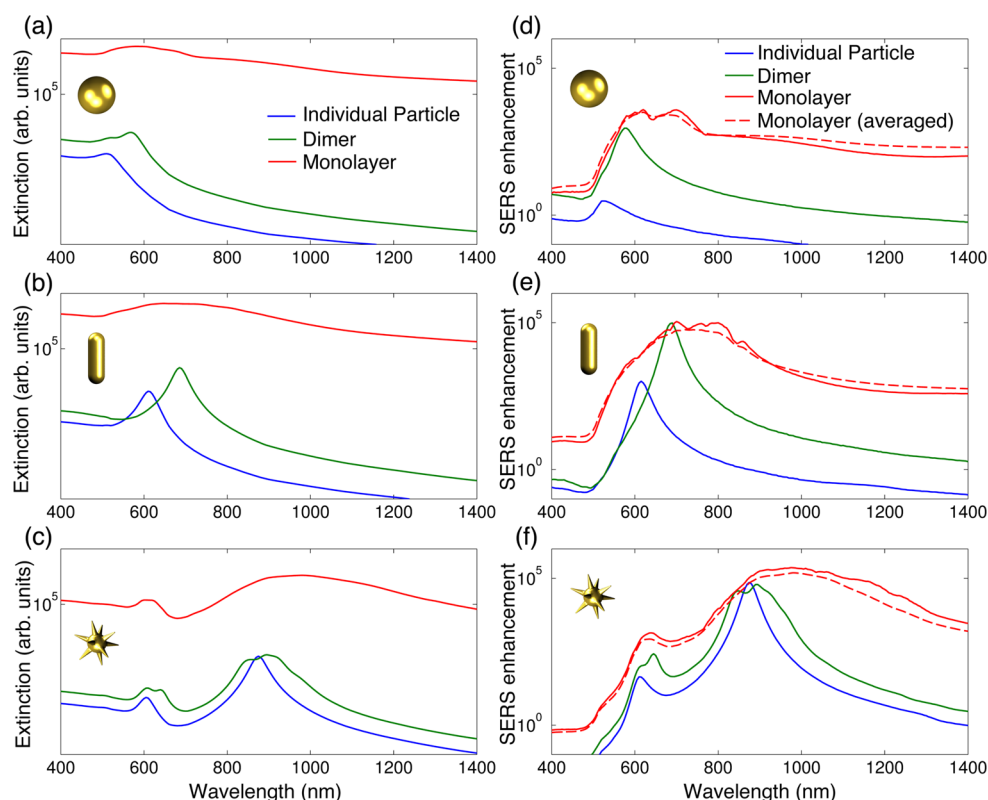 (a)
Extinction (arb. units)
10^5
Individual Particle
Dimer
Monolayer
400 600 800 1000 1200 1400
(d)
SERS enhancement
10^5
10^0
Individual Particle
Dimer
Monolayer
Monolayer (averaged)
400 600 800 1000 1200 1400
(b)
Extinction (arb. units)
10^5
400 600 800 1000 1200 1400
(e)
SERS enhancement
10^5
10^0
400 600 800 1000 1200 1400
(c)
Extinction (arb. units)
10^5
400 600 800 1000 1200 1400
Wavelength (nm)
(f)
SERS enhancement
10^5
10^0
400 600 800 1000 1200 1400
Wavelength (nm)